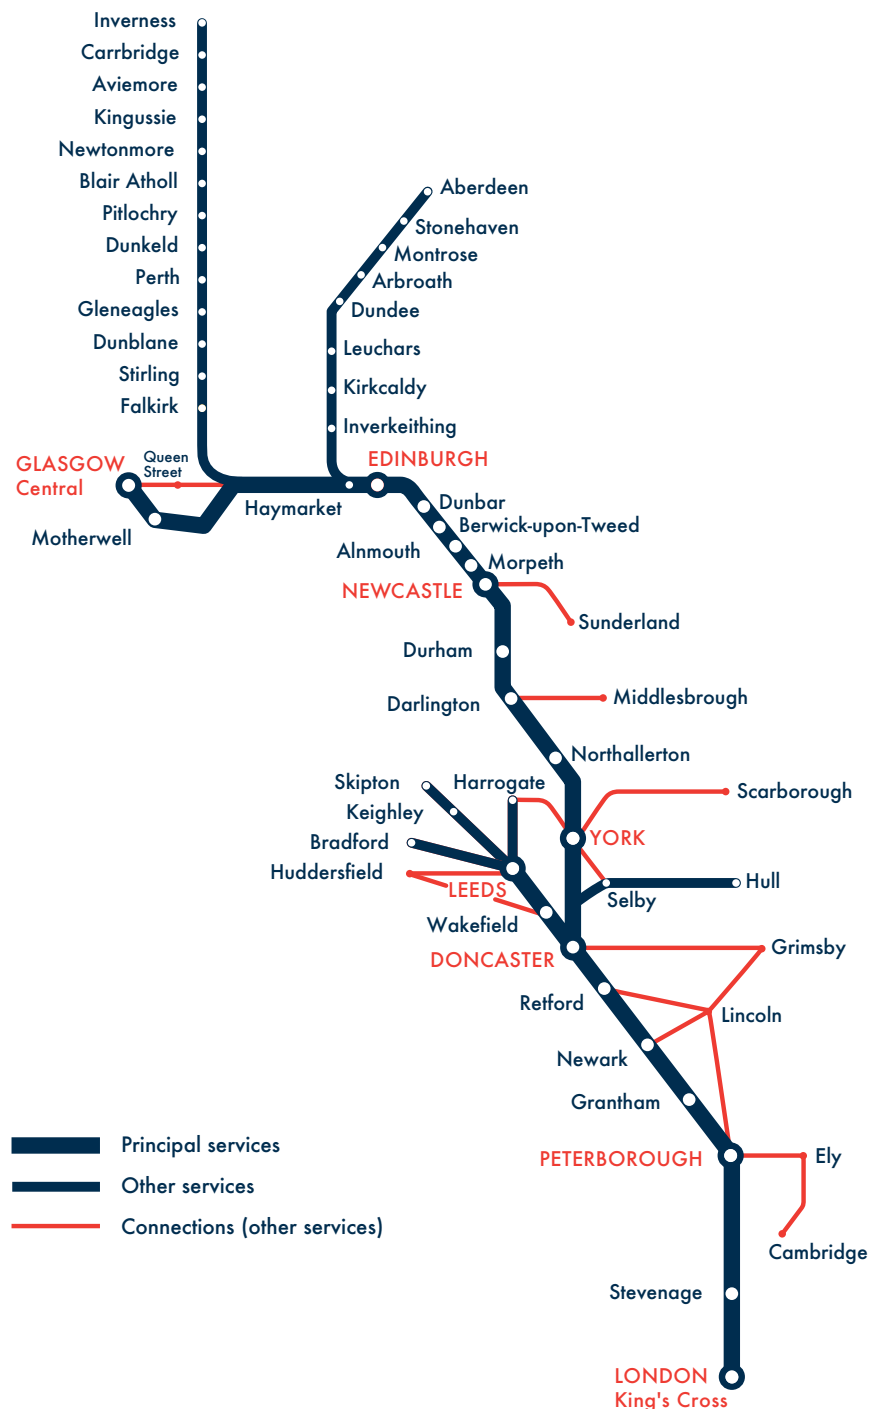 Inverness
Carrbridge
Aviemore
Kingussie
Newtonmore
Blair Atholl
Pitlochry
Dunkeld
Perth
Gleneagles
Dunblane
Stirling
Falkirk
Aberdeen
Stonehaven
Montrose
Arbroath
Dundee
Leuchars
Kirkcaldy
Inverkeithing
GLASGOW
Central
Queen
Street
EDINBURGH
Haymarket
Motherwell
Dunbar
Berwick-upon-Tweed
Alnmouth
Morpeth
NEWCASTLE
Sunderland
Durham
Darlington
Middlesbrough
Northallerton
Skipton
Harrogate
Scarborough
Keighley
Bradford
YORK
Huddersfield
LEEDS
Hull
Selby
Wakefield
DONCASTER
Grimsby
Retford
Lincoln
Newark
Grantham
PETERBOROUGH
Ely
Cambridge
Principal services
Other services
Connections (other services)
Stevenage
LONDON
King's Cross